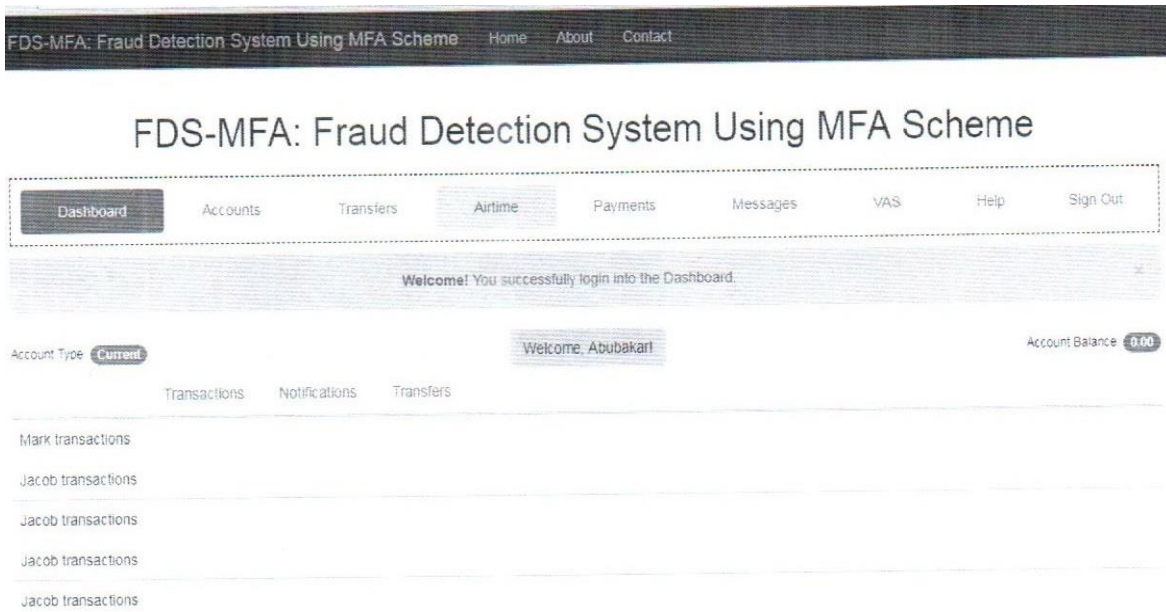 FDS-MFA: Fraud Detection System Using MFA Scheme Home About Contact
FDS-MFA: Fraud Detection System Using MFA Scheme
Dashboard Accounts Transfers Airtime Payments Messages VAS Help Sign Out
Welcome! You successfully login into the Dashboard. ×
Account Type Current Welcome, Abubakar! Account Balance 0.00
Transactions Notifications Transfers
Mark transactions
Jacob transactions
Jacob transactions
Jacob transactions
Jacob transactions